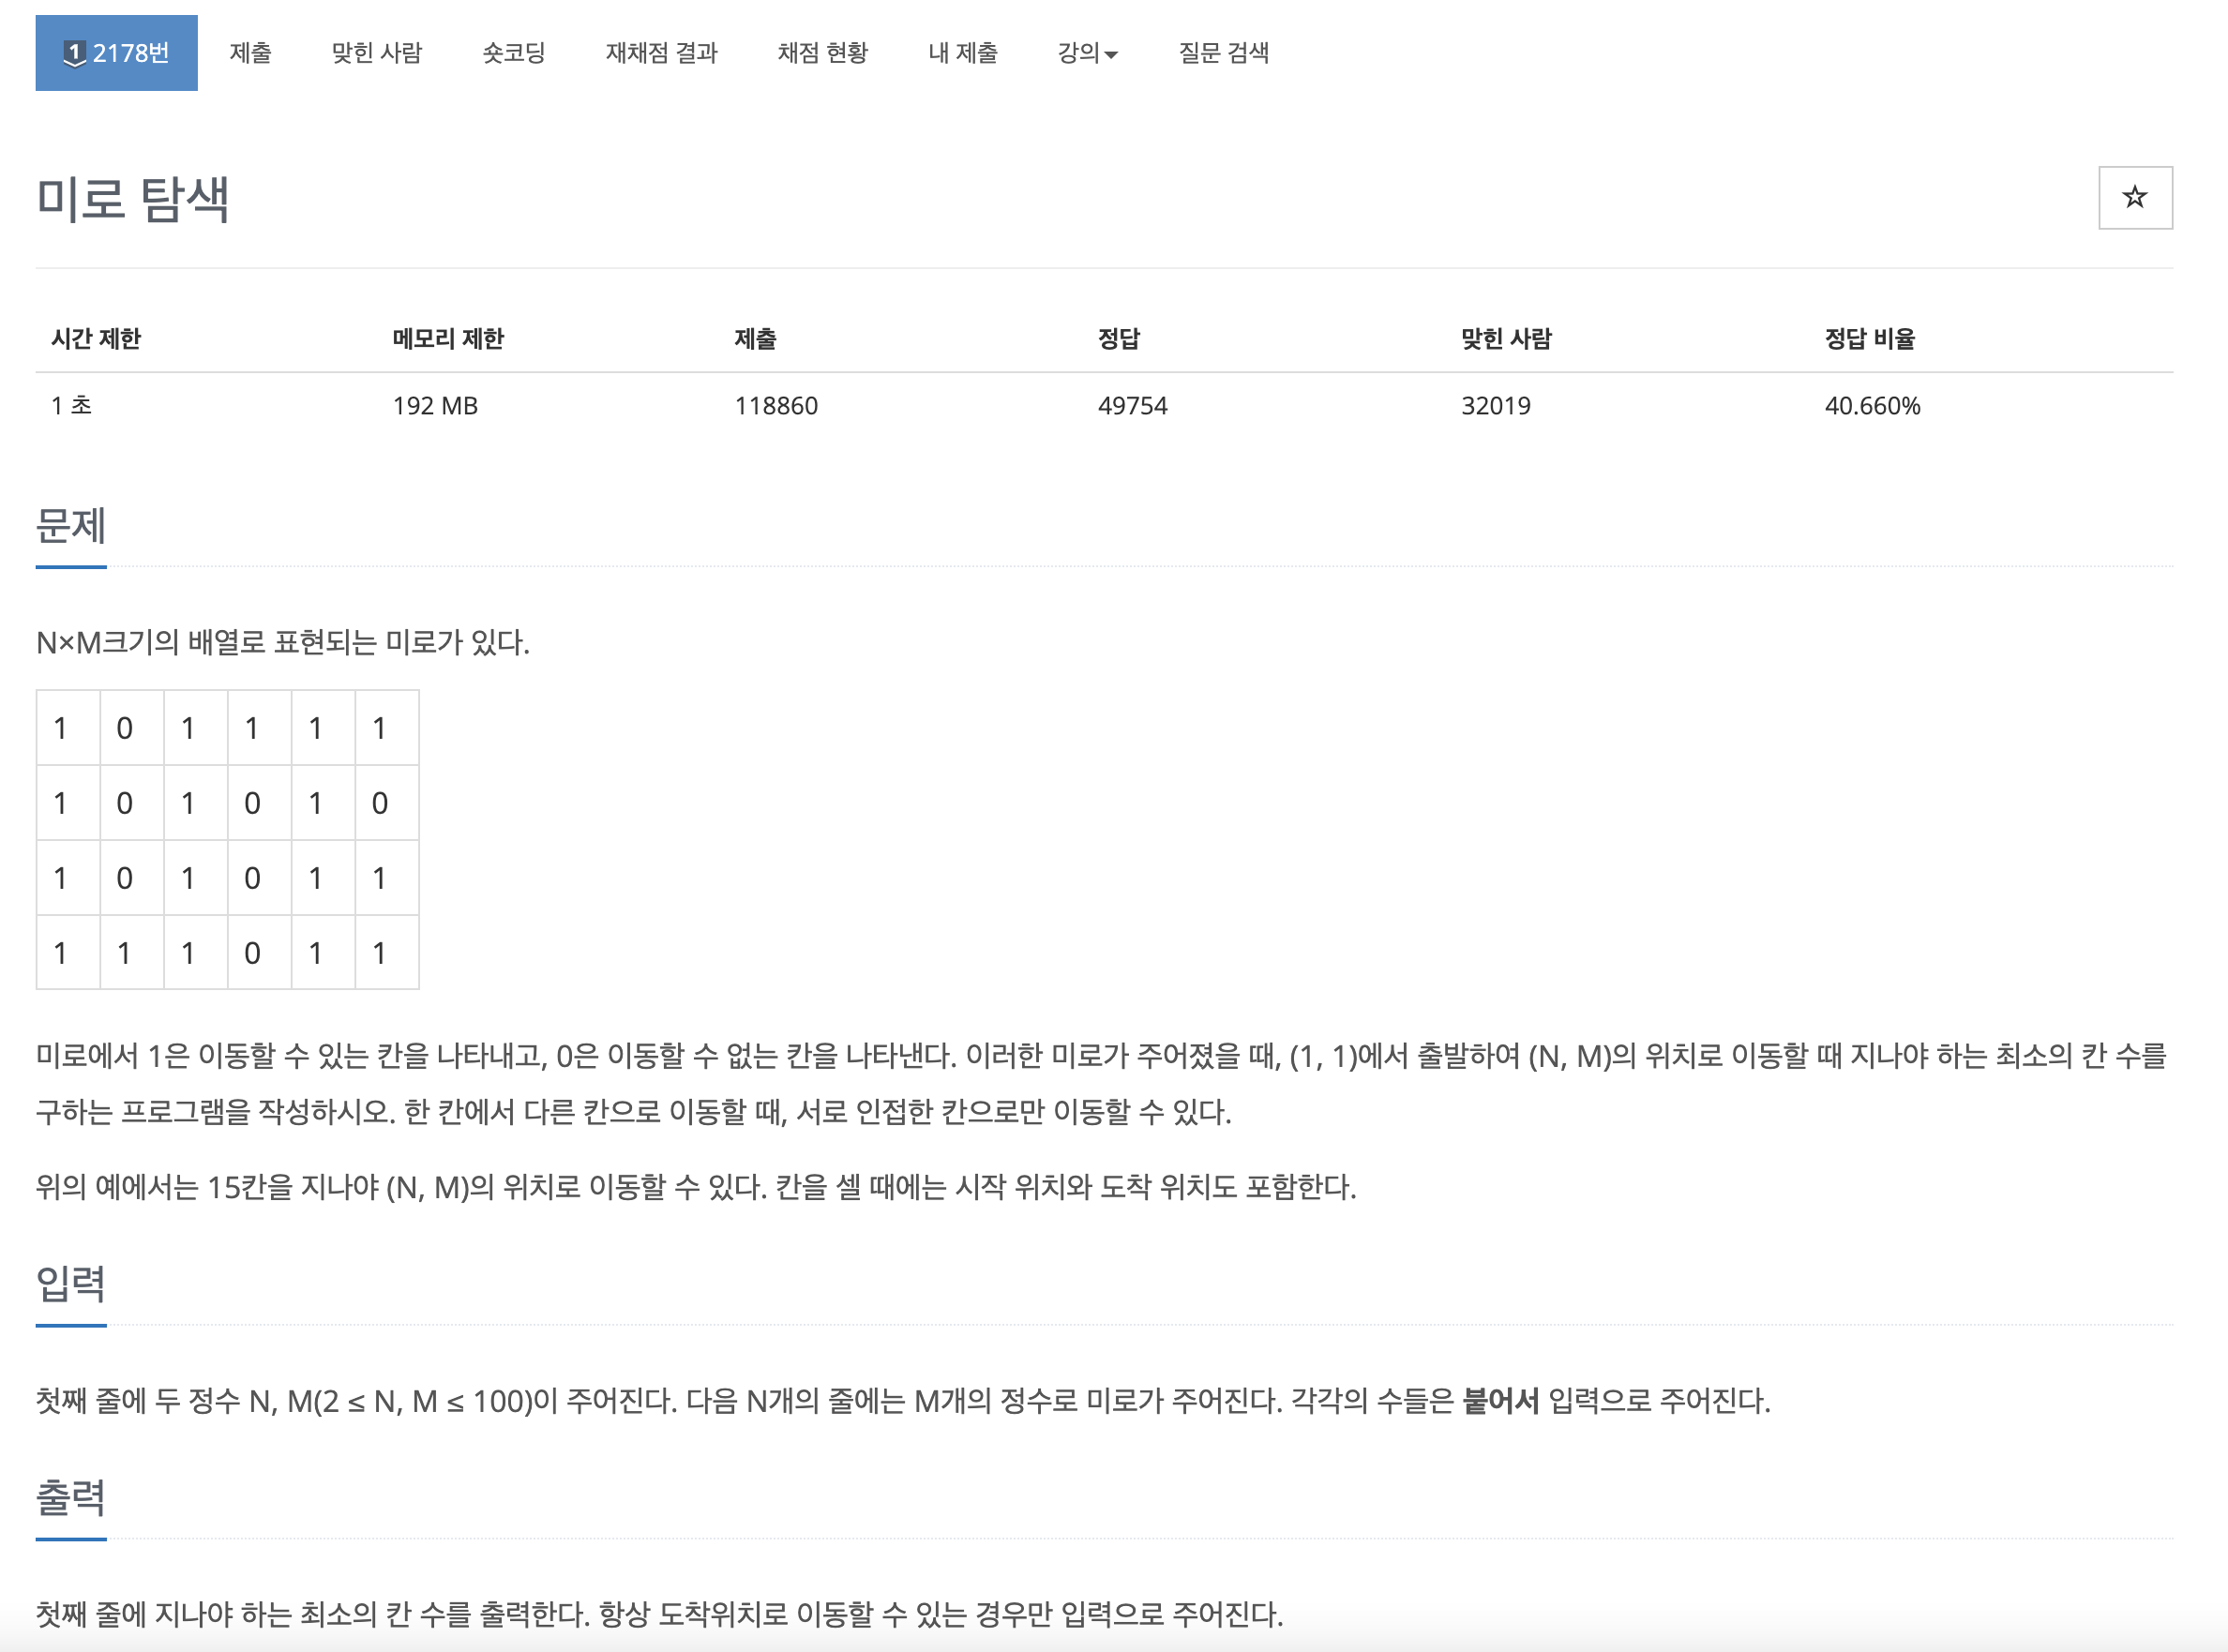 1 2178번 제출 맞힌 사람 숏코딩 재채점 결과 채점 현황 내 제출 강의 질문 검색
미로 탐색
시간 제한 메모리 제한 제출 정답 맞힌 사람 정답 비율
1 초 192 MB 118860 49754 32019 40.660%
문제
N×M크기의 배열로 표현되는 미로가 있다.
1 0 1 1 1 1
1 0 1 0 1 0
1 0 1 0 1 1
1 1 1 0 1 1
미로에서 1은 이동할 수 있는 칸을 나타내고, 0은 이동할 수 없는 칸을 나타낸다. 이러한 미로가 주어졌을 때, (1, 1)에서 출발하여 (N, M)의 위치로 이동할 때 지나야 하는 최소의 칸 수를
구하는 프로그램을 작성하시오. 한 칸에서 다른 칸으로 이동할 때, 서로 인접한 칸으로만 이동할 수 있다.
위의 예에서는 15칸을 지나야 (N, M)의 위치로 이동할 수 있다. 칸을 셀 때에는 시작 위치와 도착 위치도 포함한다.
입력
첫째 줄에 두 정수 N, M(2 ≤ N, M ≤ 100)이 주어진다. 다음 N개의 줄에는 M개의 정수로 미로가 주어진다. 각각의 수들은 붙어서 입력으로 주어진다.
출력
첫째 줄에 지나야 하는 최소의 칸 수를 출력한다. 항상 도착위치로 이동할 수 있는 경우만 입력으로 주어진다.